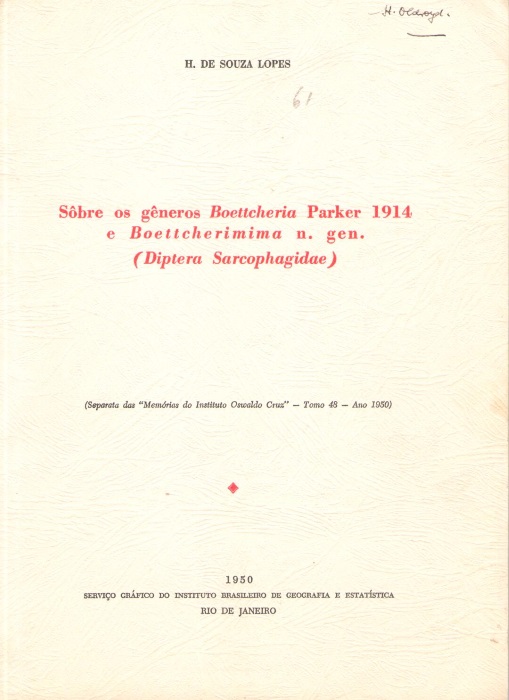 H. Oldroyd.
H. DE SOUZA LOPES
61
Sôbre os gêneros Boettcheria Parker 1914
e Boettcherimima n. gen.
(Diptera Sarcophagidae)
(Separata das "Memórias do Instituto Oswaldo Cruz" — Tomo 48 — Ano 1950)
1950
SERVIÇO GRÁFICO DO INSTITUTO BRASILEIRO DE GEOGRAFIA E ESTATÍSTICA
RIO DE JANEIRO